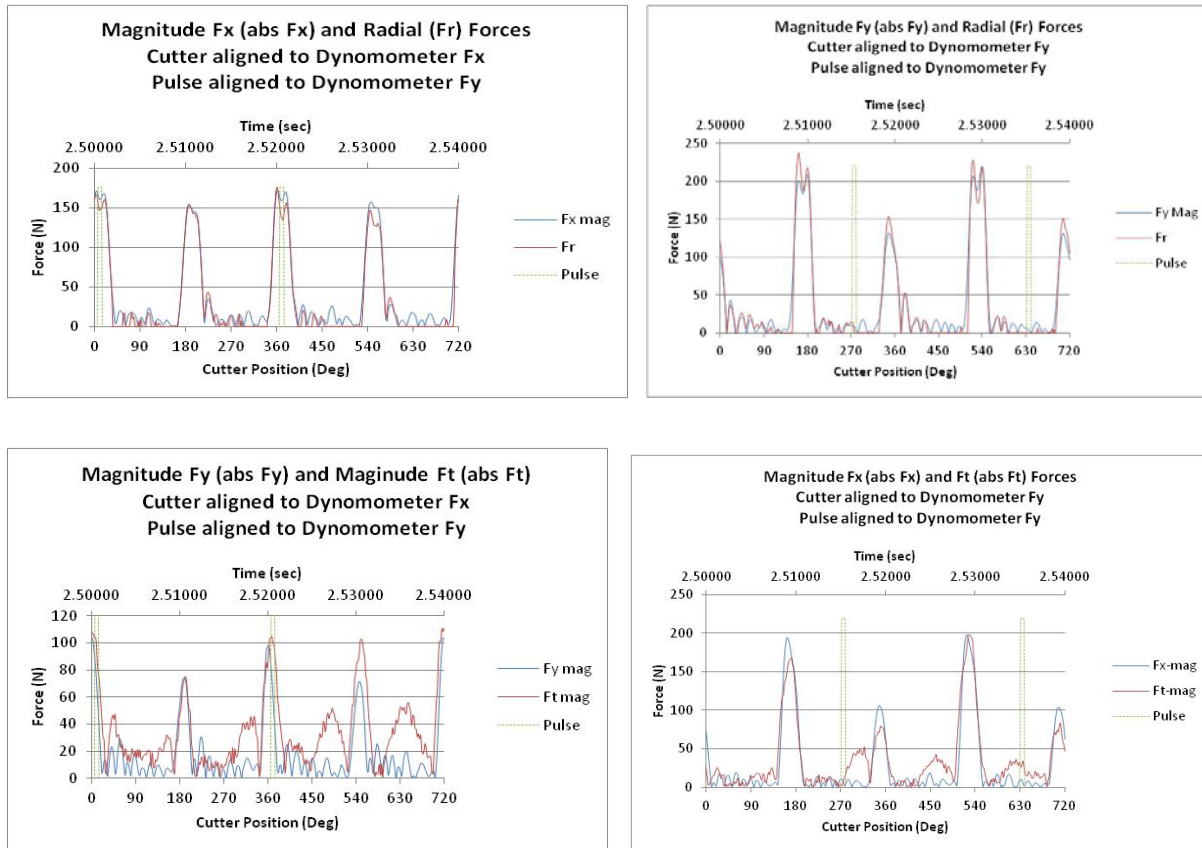 Magnitude Fx (abs Fx) and Radial (Fr) Forces
Cutter aligned to Dynomometer Fx
Pulse aligned to Dynomometer Fy
Time (sec)
2.50000 2.51000 2.52000 2.53000 2.54000
200
150
100
50
0
Force (N)
0 90 180 270 360 450 540 630 720
Cutter Position (Deg)
Fx mag
Fr
Pulse
Magnitude Fy (abs Fy) and Radial (Fr) Forces
Cutter aligned to Dynomometer Fy
Pulse aligned to Dynomometer Fy
Time (sec)
2.50000 2.51000 2.52000 2.53000 2.54000
250
200
150
100
50
0
Force (N)
0 90 180 270 360 450 540 630 720
Cutter Position (Deg)
Fy Mag
Fr
Pulse
Magnitude Fy (abs Fy) and Maginude Ft (abs Ft)
Cutter aligned to Dynomometer Fx
Pulse aligned to Dynomometer Fy
Time (sec)
2.50000 2.51000 2.52000 2.53000 2.54000
120
100
80
60
40
20
0
Force (N)
0 90 180 270 360 450 540 630 720
Cutter Position (Deg)
Fy mag
Ft mag
Pulse
Magnitude Fx (abs Fx) and Ft (abs Ft) Forces
Cutter aligned to Dynomometer Fy
Pulse aligned to Dynomometer Fy
Time (sec)
2.50000 2.51000 2.52000 2.53000 2.54000
250
200
150
100
50
0
Force (N)
0 90 180 270 360 450 540 630 720
Cutter Position (Deg)
Fx-mag
Ft-mag
Pulse